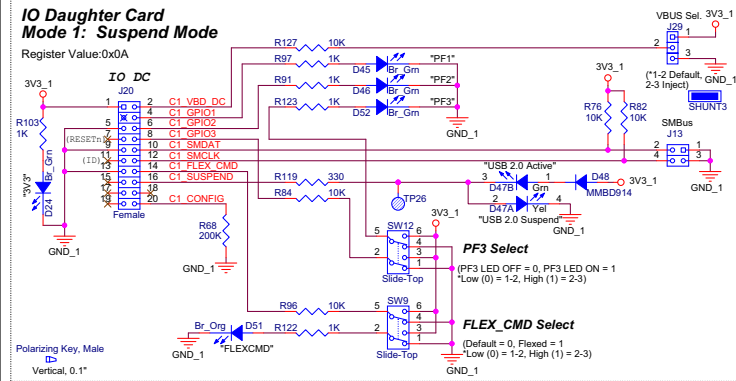 IO Daughter Card
Mode 1: Suspend Mode
Register Value:0x0A
VBUS Sel. 3V3_1
J29
1
2
3
(*1-2 Default, GND_1
2-3 Inject)
SHUNT3
R127 10K
R97 1K
D45 Br_Grn "PF1"
R91 10K
D46 Br_Grn "PF2"
R123 1K
D52 Br_Grn "PF3"
GND_1
3V3_1
R76
10K
R82
10K
SMBus
J13
2 1
4 3
GND_1
IO DC
J20
3V3_1
R103
1K
Br_Grn
"3V3"
D24
GND_1
1 2 C1_VBD_DC
3 4 C1_GPIO1
5 6 C1_GPIO2
(RESETn) 7 8 C1_GPIO3
9 10 C1_SMDAT
(ID) 11 12 C1_SMCLK
13 14 C1_FLEX_CMD
15 16 C1_SUSPEND
17 18
19 20 C1_CONFIG
Female
R68
200K
GND_1
R119 330
R84 10K
TP26
"USB 2.0 Active"
3 1
D47B Grn
D48
MMBD914
3V3_1
2 4
D47A Yel
"USB 2.0 Suspend"
GND_1
3V3_1
SW12
5 6
4
3
2 1
Slide-Top
PF3 Select
(PF3 LED OFF = 0, PF3 LED ON = 1
*Low (0) = 1-2, High (1) = 2-3)
R96 10K
SW9
5 6
4
3
2 1
Slide-Top
FLEX_CMD Select
(Default = 0, Flexed = 1
*Low (0) = 1-2, High (1) = 2-3)
GND_1
Br_Org D51
R122 1K
"FLEXCMD"
GND_1
Polarizing Key, Male
Vertical, 0.1"